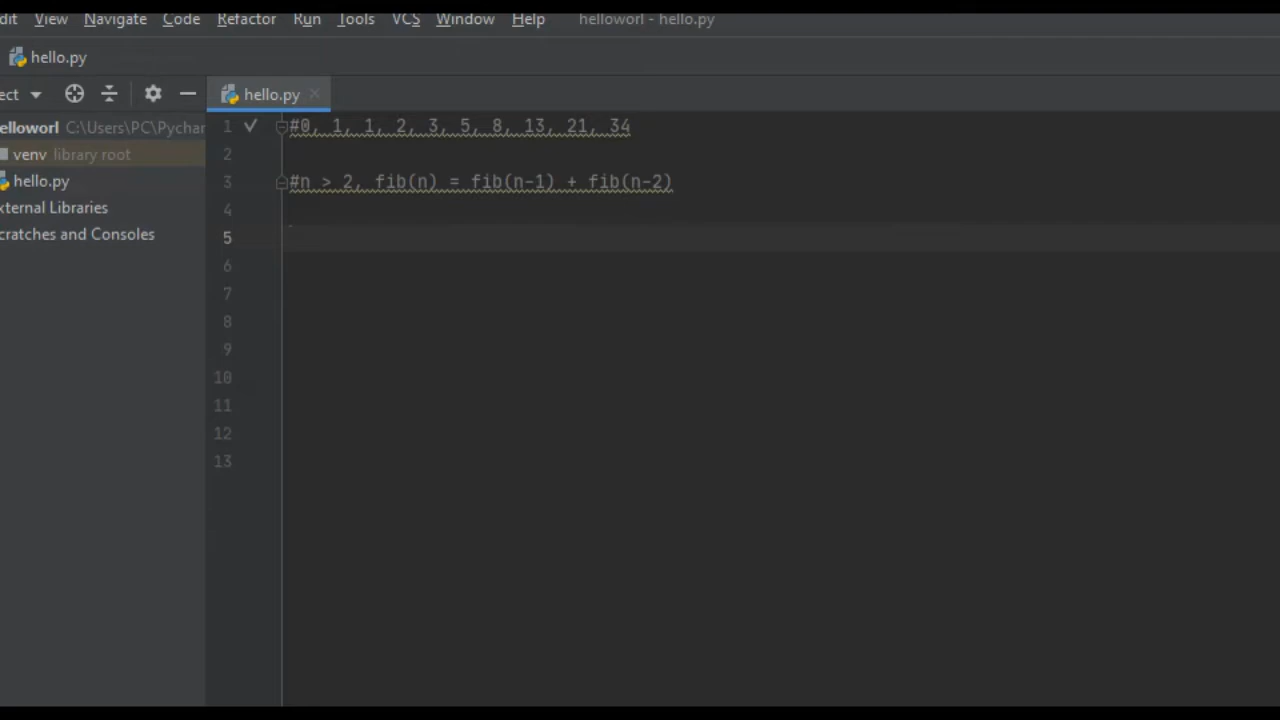 dit View Navigate Code Refactor Run Tools VCS Window Help helloworl - hello.py
hello.py
ect hello.py
elloworl C:\Users\PC\Pychar
venv library root
hello.py
xternal Libraries
cratches and Consoles
1 #0, 1, 1, 2, 3, 5, 8, 13, 21, 34
2
3 #n > 2, fib(n) = fib(n-1) + fib(n-2)
4
5
6
7
8
9
10
11
12
13